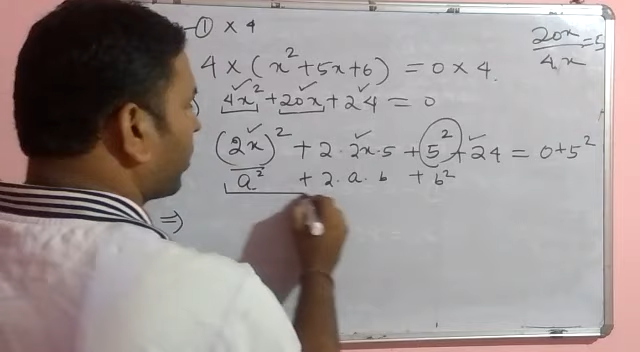 ① × 4
20x/4x = 5
4 × (x² + 5x + 6) = 0 × 4
4x² + 20x + 24 = 0
(2x)² + 2 · 2x · 5 + 5² + 24 = 0 + 5²
a² + 2 · a · b + b²
⇒